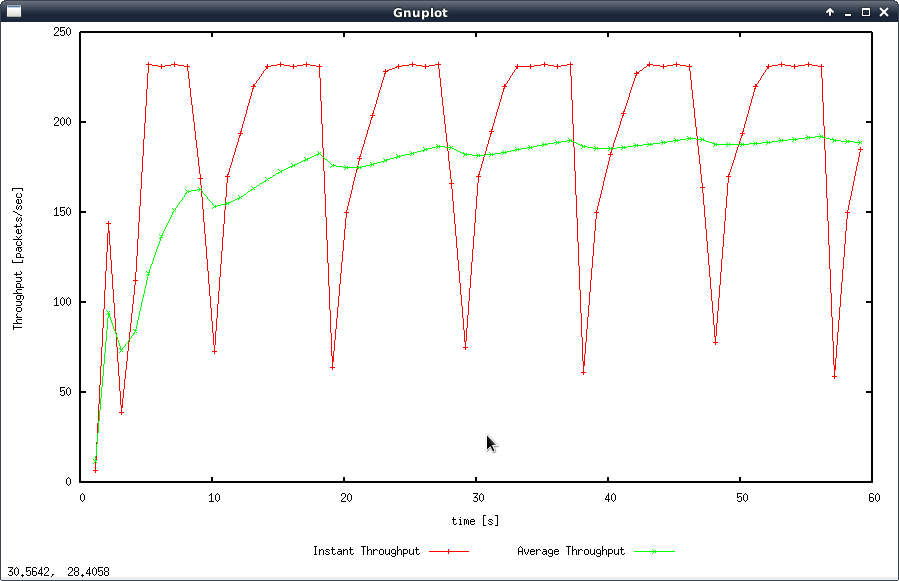 Gnuplot
250
200
150
100
50
0
Throughput [packets/sec]
0 10 20 30 40 50 60
time [s]
Instant Throughput Average Throughput
30.5642, 28.4058